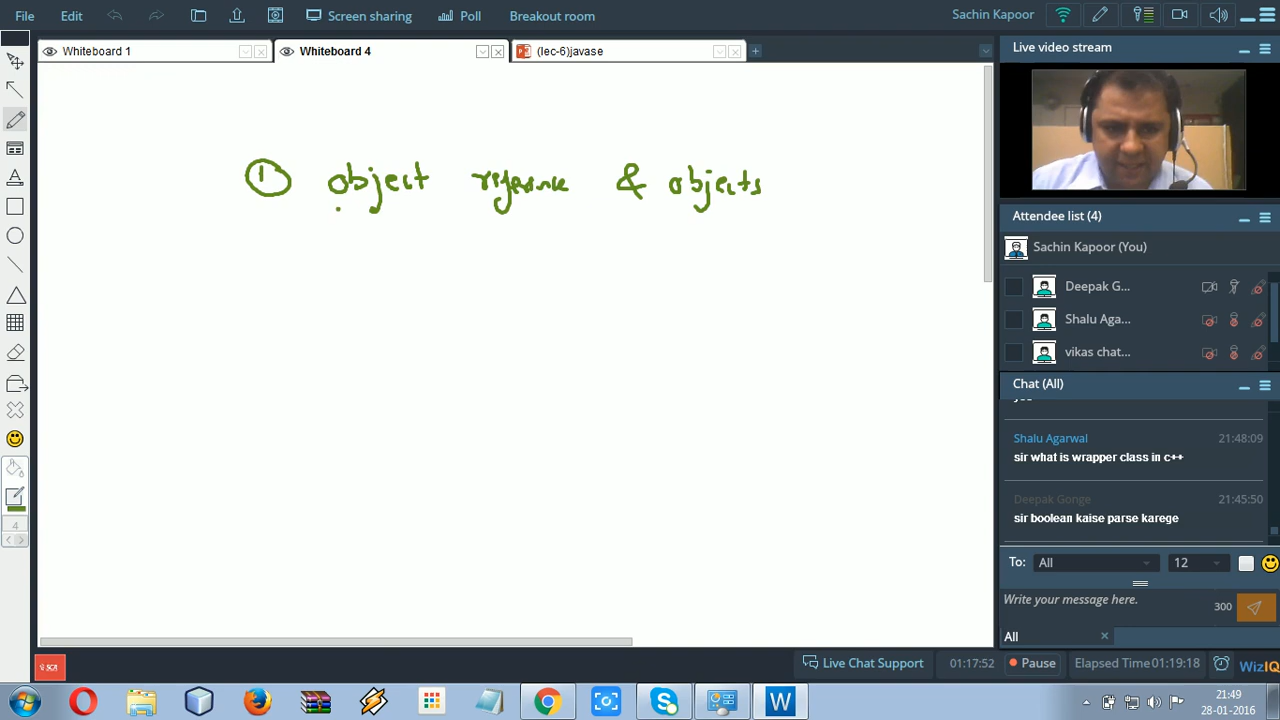 File Edit Screen sharing Poll Breakout room Sachin Kapoor
Whiteboard 1 Whiteboard 4 (lec-6)javase
Live video stream
① object reference & objects
Attendee list (4)
Sachin Kapoor (You)
Deepak G...
Shalu Aga...
vikas chat...
Chat (All)
Shalu Agarwal 21:48:09
sir what is wrapper class in c++
Deepak Gonge 21:45:50
sir boolean kaise parse karege
4
To: All 12
Write your message here. 300
All
Live Chat Support 01:17:52 Pause Elapsed Time 01:19:18 WizIQ
21:49
28-01-2016